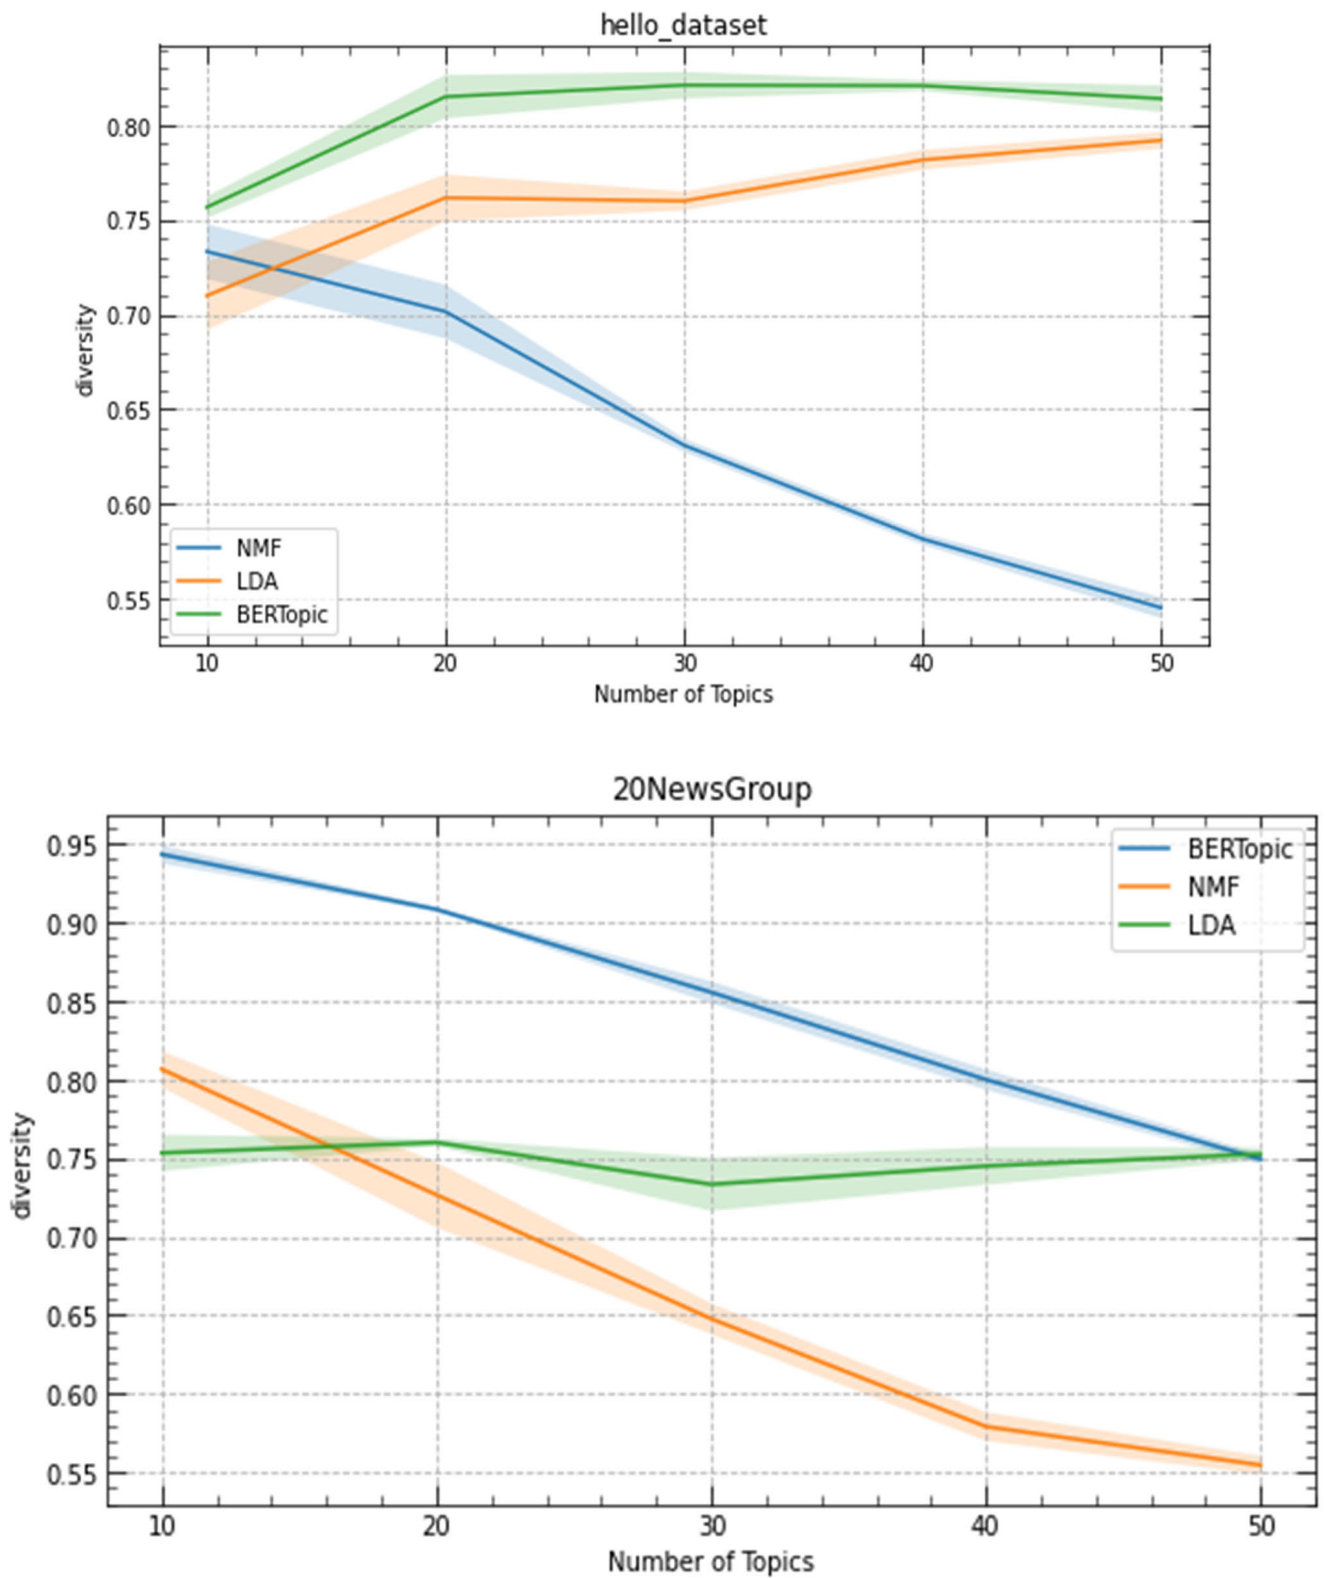 hello_dataset
0.80
0.75
0.70
0.65
0.60
0.55
diversity
NMF
LDA
BERTopic
10 20 30 40 50
Number of Topics
20NewsGroup
0.95
0.90
0.85
0.80
0.75
0.70
0.65
0.60
0.55
diversity
BERTopic
NMF
LDA
10 20 30 40 50
Number of Topics